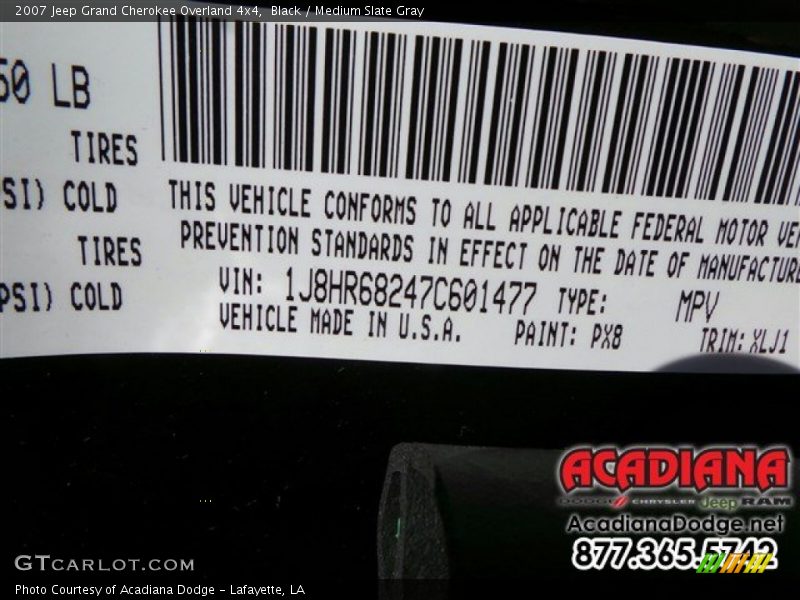 2007 Jeep Grand Cherokee Overland 4x4,  Black / Medium Slate Gray
50 LB
TIRES
SI) COLD
TIRES
PSI) COLD
THIS VEHICLE CONFORMS TO ALL APPLICABLE FEDERAL MOTOR VEH
PREVENTION STANDARDS IN EFFECT ON THE DATE OF MANUFACTURE
VIN: 1J8HR68247C601477 TYPE: MPV
VEHICLE MADE IN U.S.A. PAINT: PX8 TRIM: XLJ1
ACADIANA
DODGE CHRYSLER Jeep RAM
AcadianaDodge.net
877.365.5742
GTCARLOT.COM
Photo Courtesy of Acadiana Dodge - Lafayette, LA